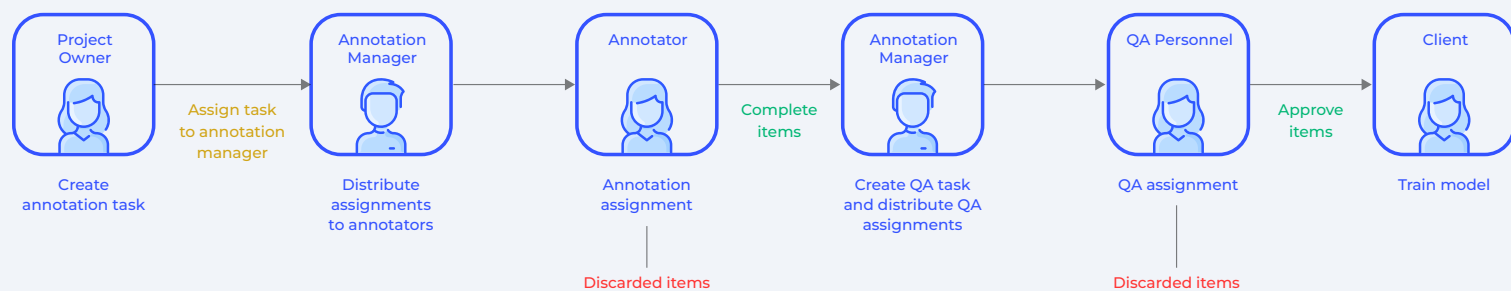 Project
Owner
Annotation
Manager
Annotator
Annotation
Manager
QA Personnel
Client
Assign task
to annotation
manager
Complete
items
Approve
items
Create
annotation task
Distribute
assignments
to annotators
Annotation
assignment
Create QA task
and distribute QA
assignments
QA assignment
Train model
Discarded items
Discarded items